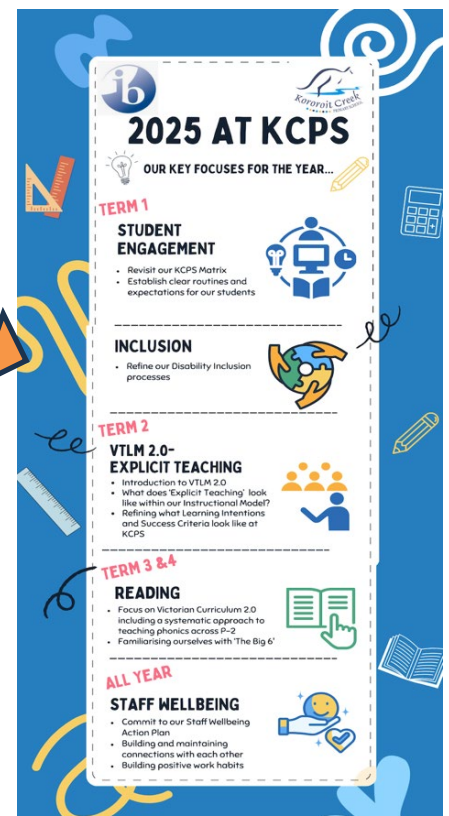 ib
Kororoit Creek
PRIMARY SCHOOL
2025 AT KCPS
OUR KEY FOCUSES FOR THE YEAR...
TERM 1
STUDENT
ENGAGEMENT
• Revisit our KCPS Matrix
• Establish clear routines and
expectations for our students
INCLUSION
• Refine our Disability Inclusion
processes
TERM 2
VTLM 2.0-
EXPLICIT TEACHING
• Introduction to VTLM 2.0
• What does 'Explicit Teaching' look
like within our Instructional Model?
• Refining what Learning Intentions
and Success Criteria look like at
KCPS
TERM 3 &4
READING
• Focus on Victorian Curriculum 2.0
including a systematic approach to
teaching phonics across P-2
• Familiarising ourselves with 'The Big 6'
ALL YEAR
STAFF WELLBEING
• Commit to our Staff Wellbeing
Action Plan
• Building and maintaining
connections with each other
• Building positive work habits